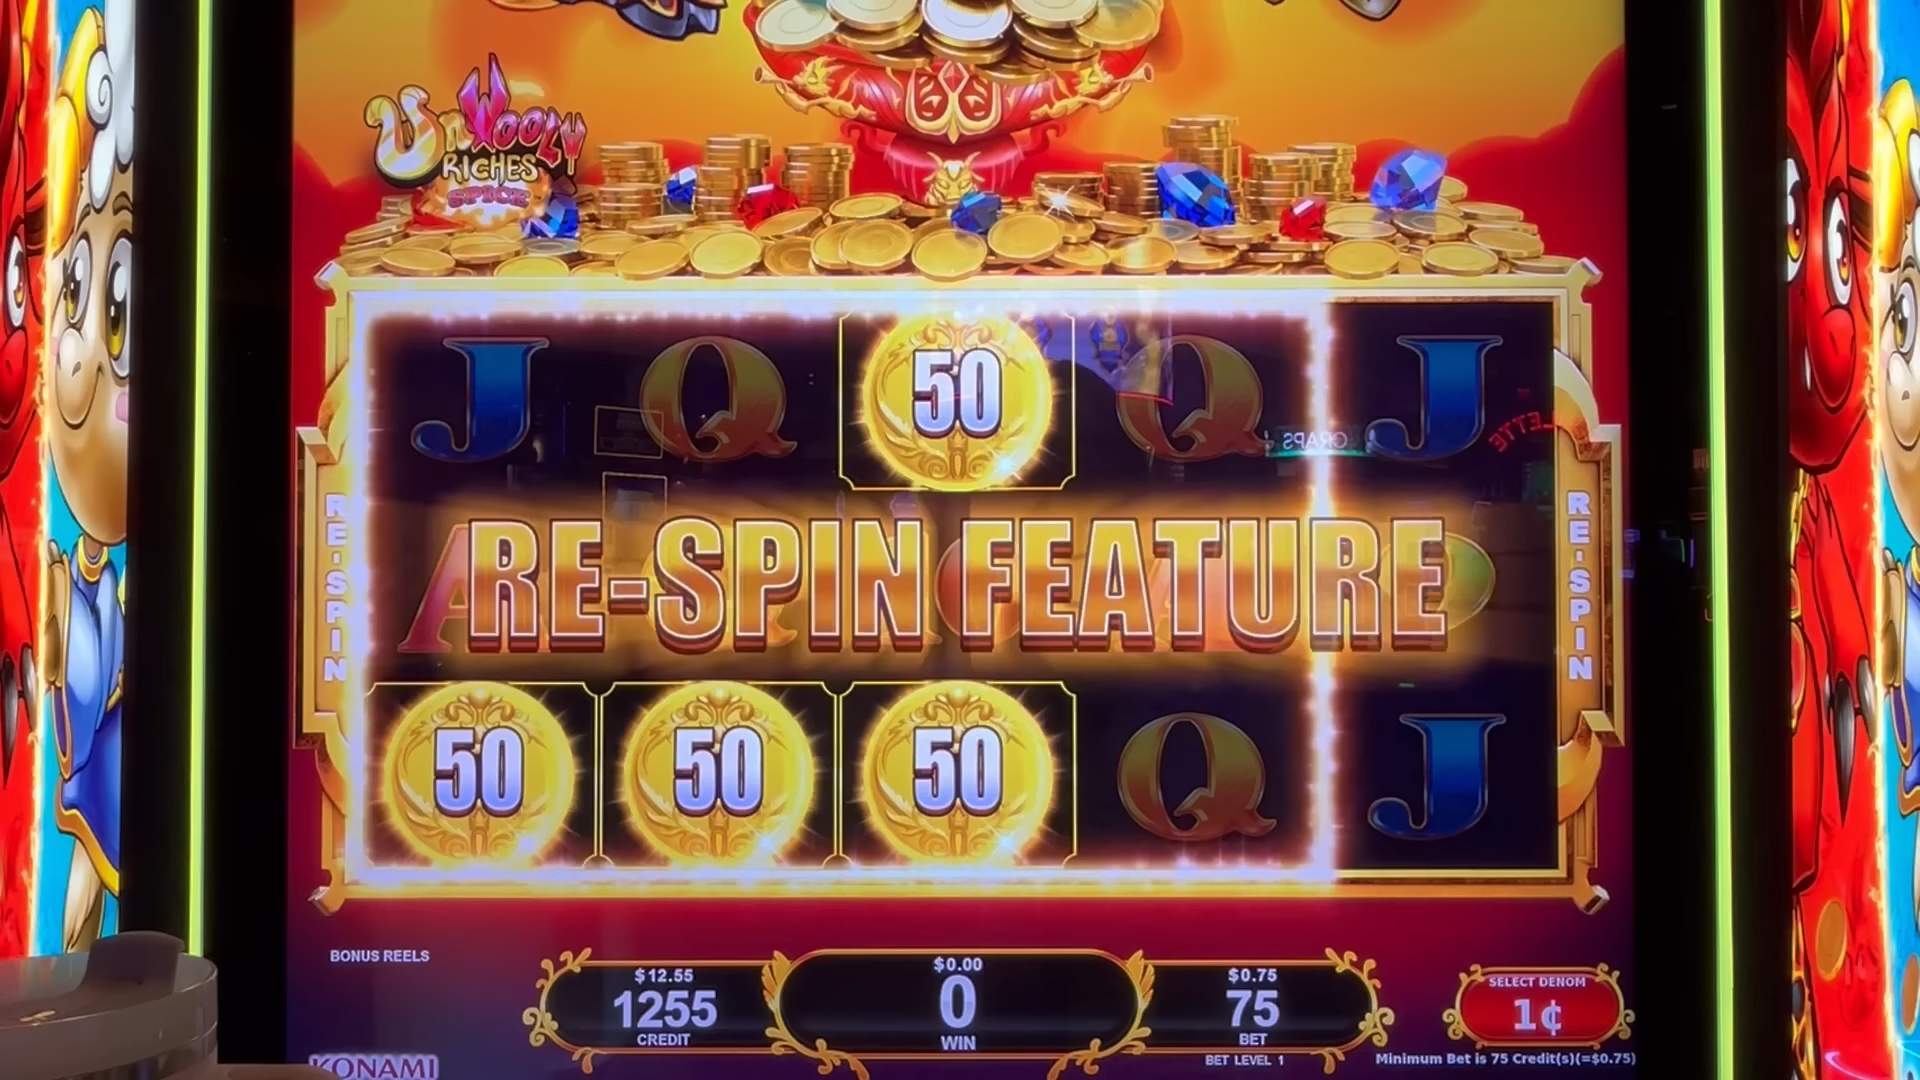 UnWooly
RICHES
SPICE
J Q 50 Q J
CRAPS
RE-SPIN
RE-SPIN FEATURE
RE-SPIN
50 50 50 Q J
BONUS REELS
$12.55
1255
CREDIT
$0.00
0
WIN
$0.75
75
BET
BET LEVEL 1
SELECT DENOM
1¢
Minimum Bet is 75 Credit(s)(=$0.75)
KONAMI